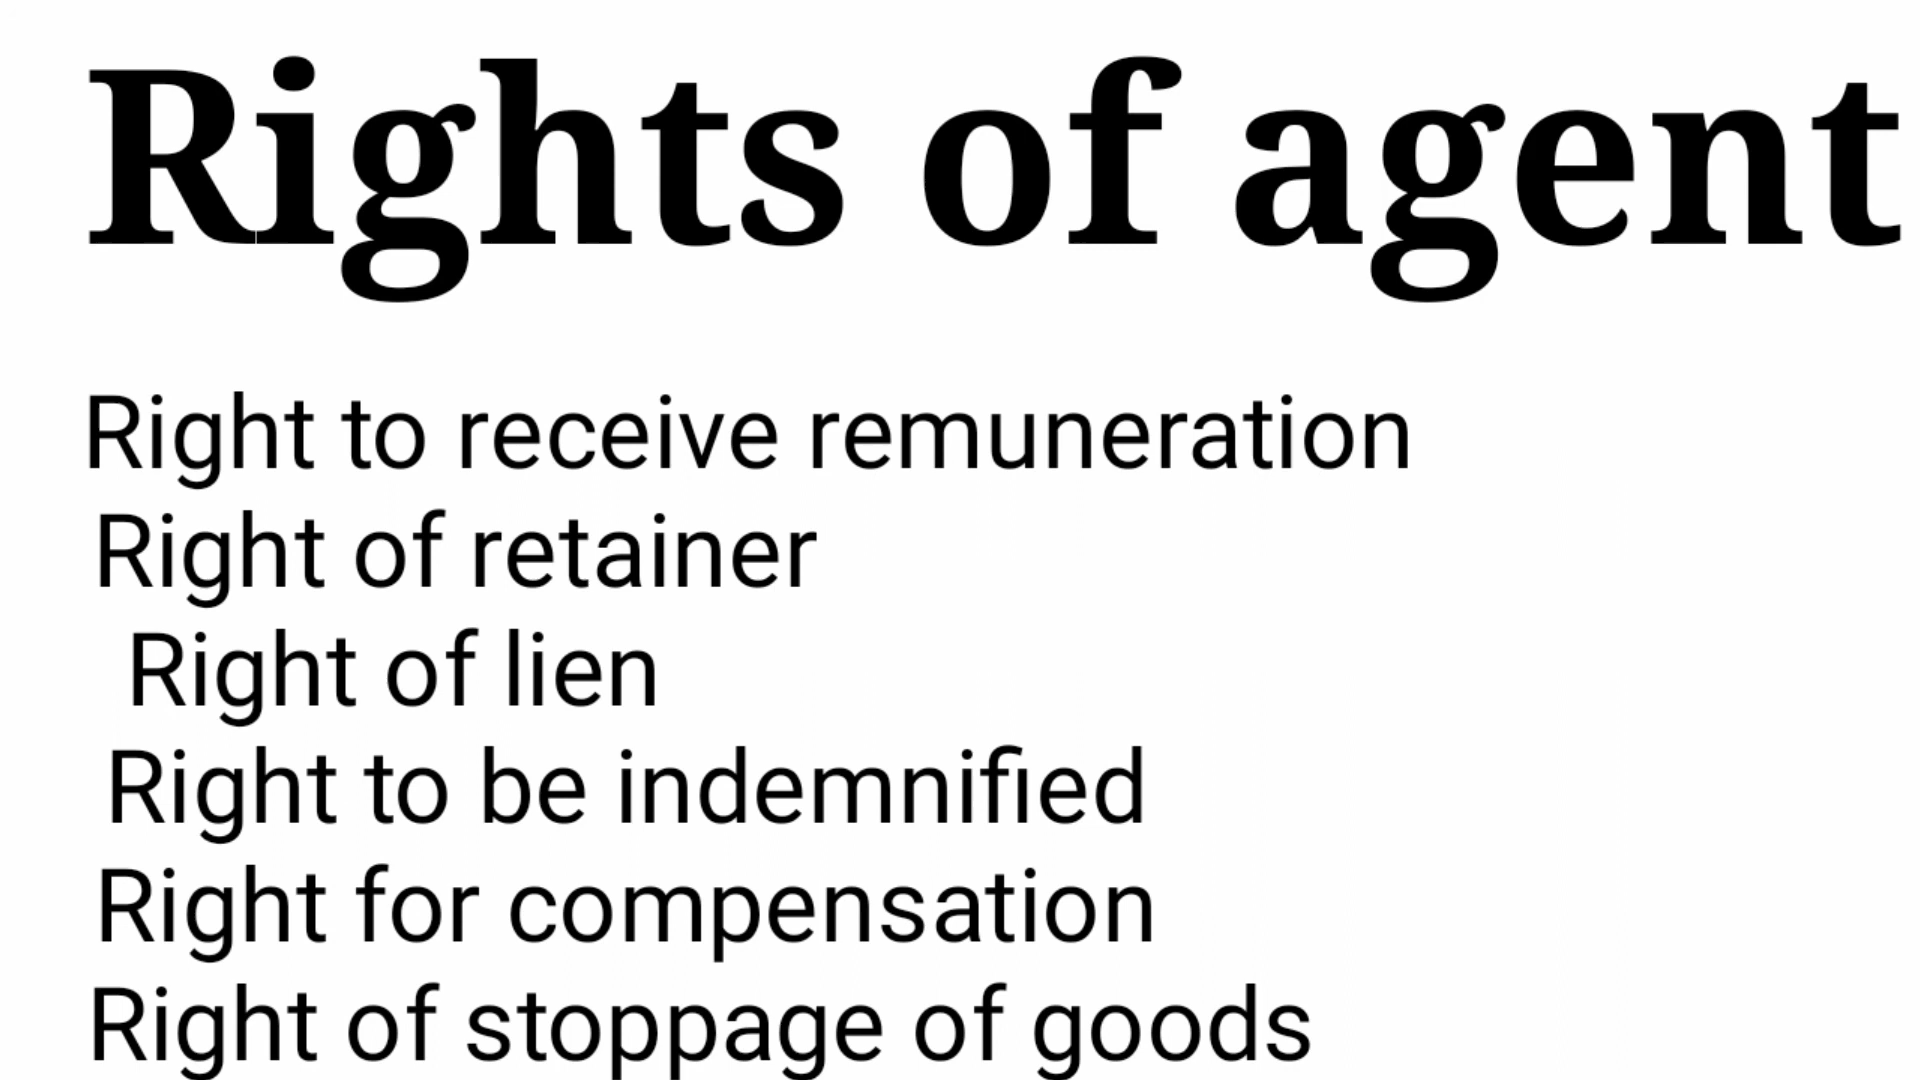 Rights of agent
Right to receive remuneration
Right of retainer
Right of lien
Right to be indemnified
Right for compensation
Right of stoppage of goods